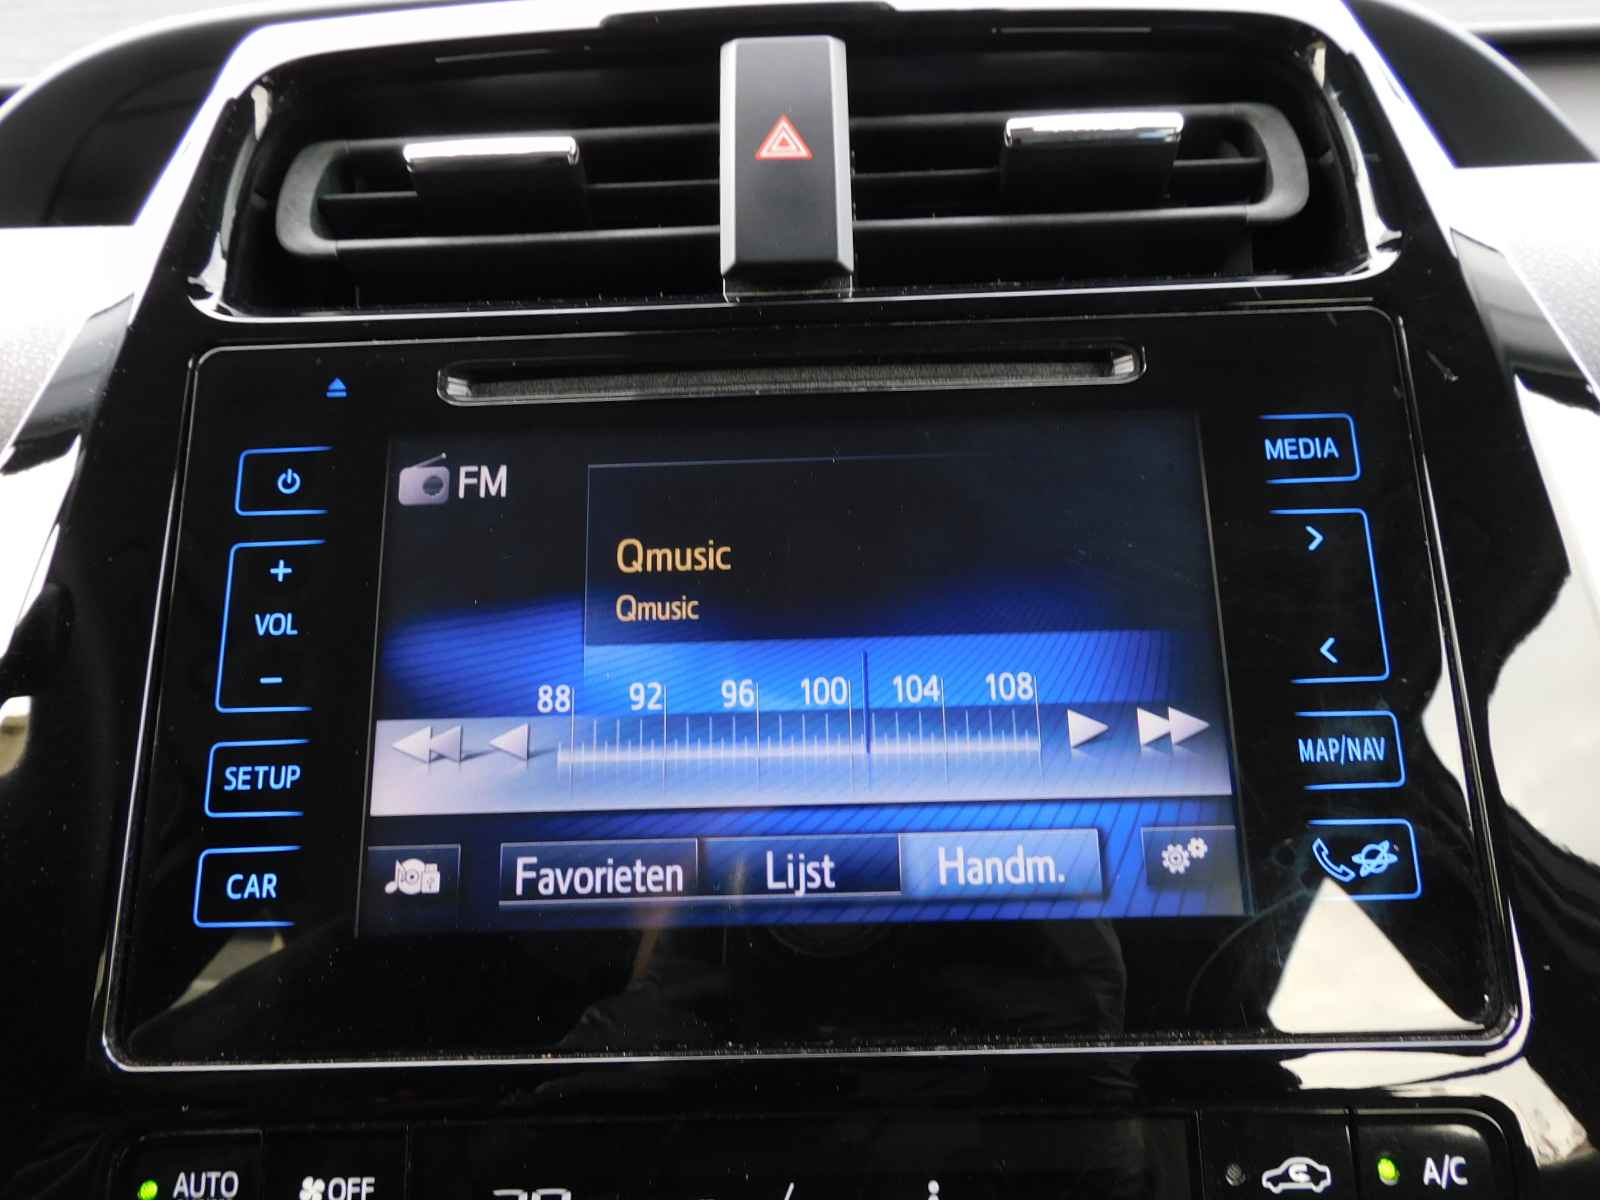 FM
MEDIA
Qmusic
Qmusic
+
VOL
-
88 92 96 100 104 108
SETUP
MAP/NAV
CAR
Favorieten Lijst Handm.
AUTO
OFF
A/C